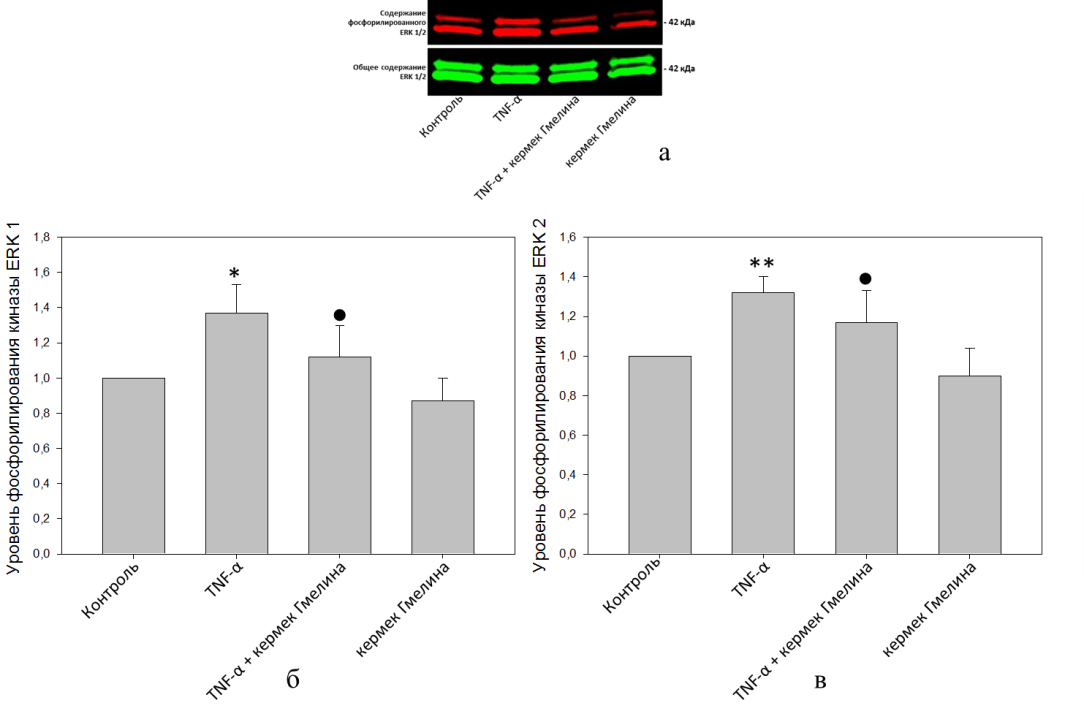 Содержание
фосфорилированного
ERK 1/2
- 42 кДа
Общее содержание
ERK 1/2
- 42 кДа
Контроль
TNF-α
TNF-α + кермек Гмелина
кермек Гмелина
а
Уровень фосфорилирования киназы ERK 1
1,8
1,6
1,4
1,2
1,0
0,8
0,6
0,4
0,2
0,0
*
●
Контроль
TNF-α
TNF-α + кермек Гмелина
кермек Гмелина
б
Уровень фосфорилирования киназы ERK 2
1,6
1,4
1,2
1,0
0,8
0,6
0,4
0,2
0,0
**
●
Контроль
TNF-α
TNF-α + кермек Гмелина
кермек Гмелина
в